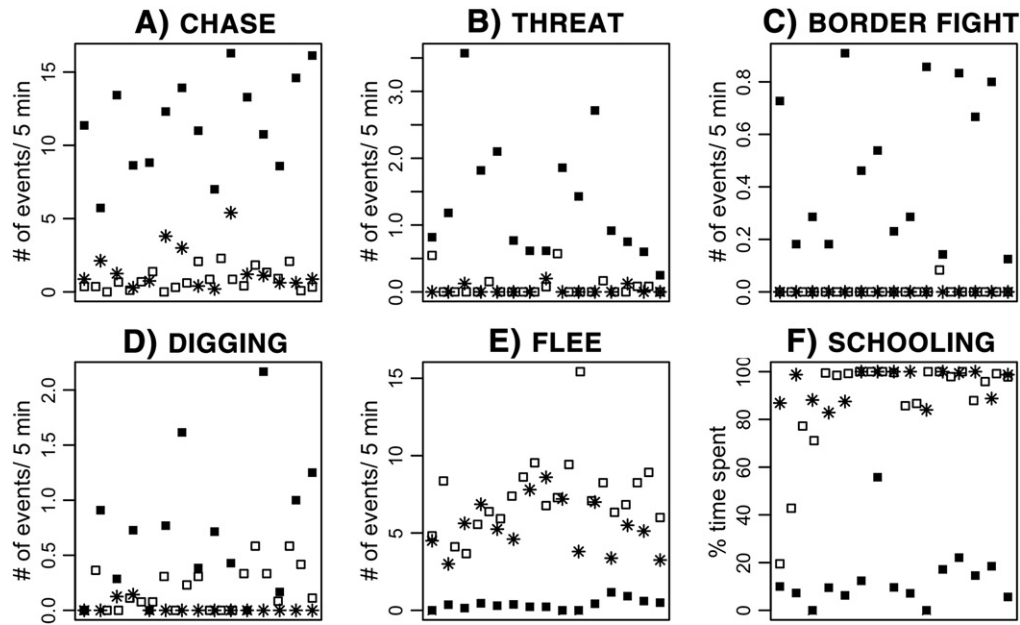 A) CHASE
# of events/ 5 min
15
10
5
0
B) THREAT
# of events/ 5 min
3.0
2.0
1.0
0.0
C) BORDER FIGHT
# of events/ 5 min
0.8
0.6
0.4
0.2
0.0
D) DIGGING
# of events/ 5 min
2.0
1.5
1.0
0.5
0.0
E) FLEE
# of events/ 5 min
15
10
5
0
F) SCHOOLING
% time spent
100
80
60
40
20
0